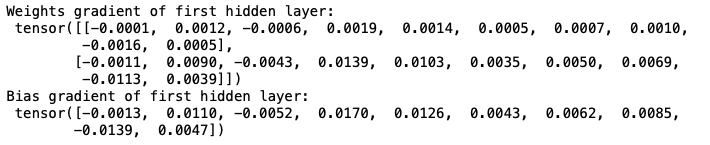 Weights gradient of first hidden layer:
tensor([[-0.0001, 0.0012, -0.0006, 0.0019, 0.0014, 0.0005, 0.0007, 0.0010,
-0.0016, 0.0005],
[-0.0011, 0.0090, -0.0043, 0.0139, 0.0103, 0.0035, 0.0050, 0.0069,
-0.0113, 0.0039]])
Bias gradient of first hidden layer:
tensor([-0.0013, 0.0110, -0.0052, 0.0170, 0.0126, 0.0043, 0.0062, 0.0085,
-0.0139, 0.0047])